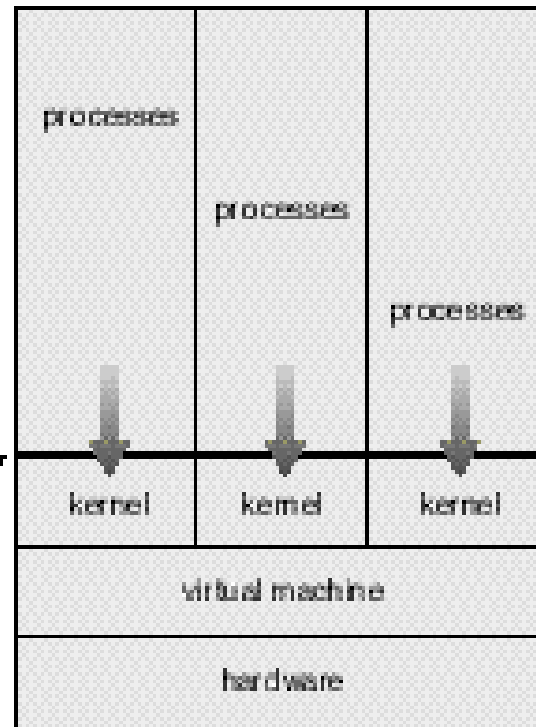 processes
processes
processes
kernel kernel kernel
virtual machine
hardware